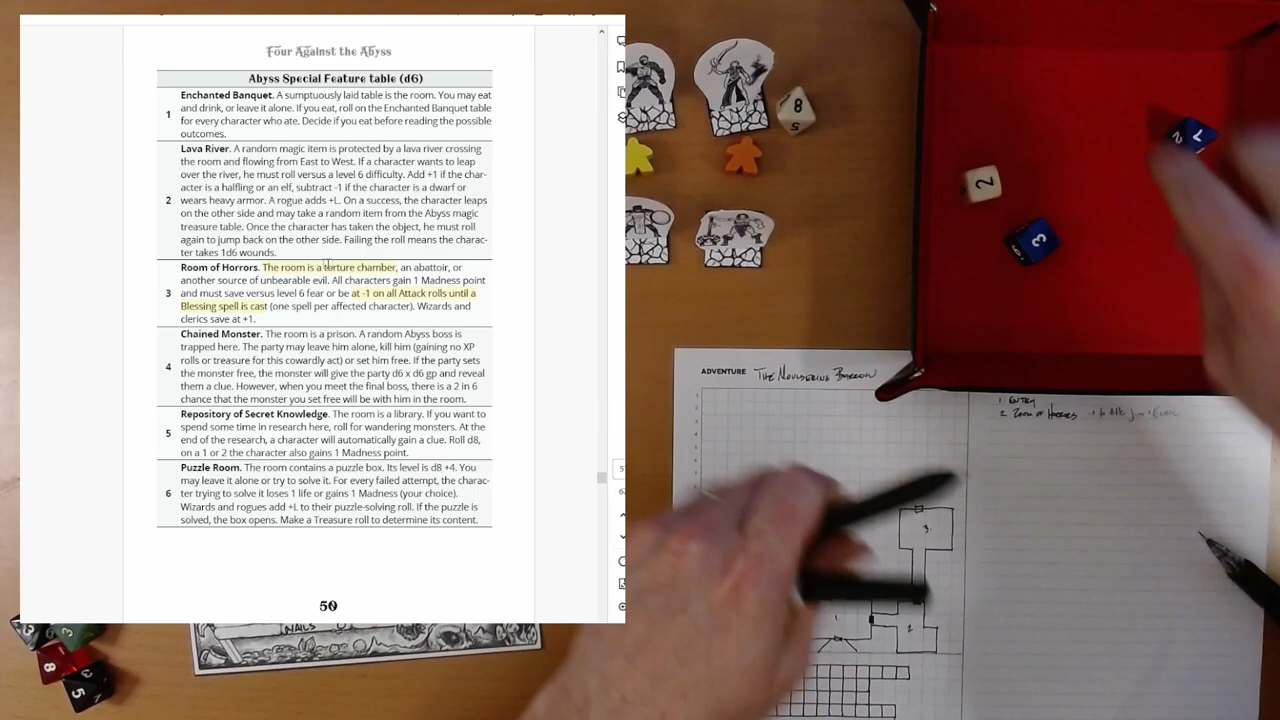 Four Against the Abyss
Abyss Special Feature table (d6)
1
Enchanted Banquet. A sumptuously laid table is the room. You may eat
and drink, or leave it alone. If you eat, roll on the Enchanted Banquet table
for every character who ate. Decide if you eat before reading the possible
outcomes.
2
Lava River. A random magic item is protected by a lava river crossing
the room and flowing from East to West. If a character wants to leap
over the river, he must roll versus a level 6 difficulty. Add +1 if the char-
acter is a halfling or an elf, subtract -1 if the character is a dwarf or
wears heavy armor. A rogue adds +L. On a success, the character leaps
on the other side and may take a random item from the Abyss magic
treasure table. Once the character has taken the object, he must roll
again to jump back on the other side. Failing the roll means the charac-
ter takes 1d6 wounds.
3
Room of Horrors. The room is a torture chamber, an abattoir, or
another source of unbearable evil. All characters gain 1 Madness point
and must save versus level 6 fear or be at -1 on all Attack rolls until a
Blessing spell is cast (one spell per affected character). Wizards and
clerics save at +1.
4
Chained Monster. The room is a prison. A random Abyss boss is
trapped here. The party may leave him alone, kill him (gaining no XP
rolls or treasure for this cowardly act) or set him free. If the party sets
the monster free, the monster will give the party d6 x d6 gp and reveal
them a clue. However, when you meet the final boss, there is a 2 in 6
chance that the monster you set free will be with him in the room.
5
Repository of Secret Knowledge. The room is a library. If you want to
spend some time in research here, roll for wandering monsters. At the
end of the research, a character will automatically gain a clue. Roll d8,
on a 1 or 2 the character also gains 1 Madness point.
6
Puzzle Room. The room contains a puzzle box. Its level is d8 +4. You
may leave it alone or try to solve it. For every failed attempt, the charac-
ter trying to solve it loses 1 life or gains 1 Madness (your choice).
Wizards and rogues add +L to their puzzle-solving roll. If the puzzle is
solved, the box opens. Make a Treasure roll to determine its content.
50
8
5
2
7
2
3
ADVENTURE The Mouldering Barrow
1 Entry
2 Room of Horrors
3
1
2
NAILS
3
3
8
3
5